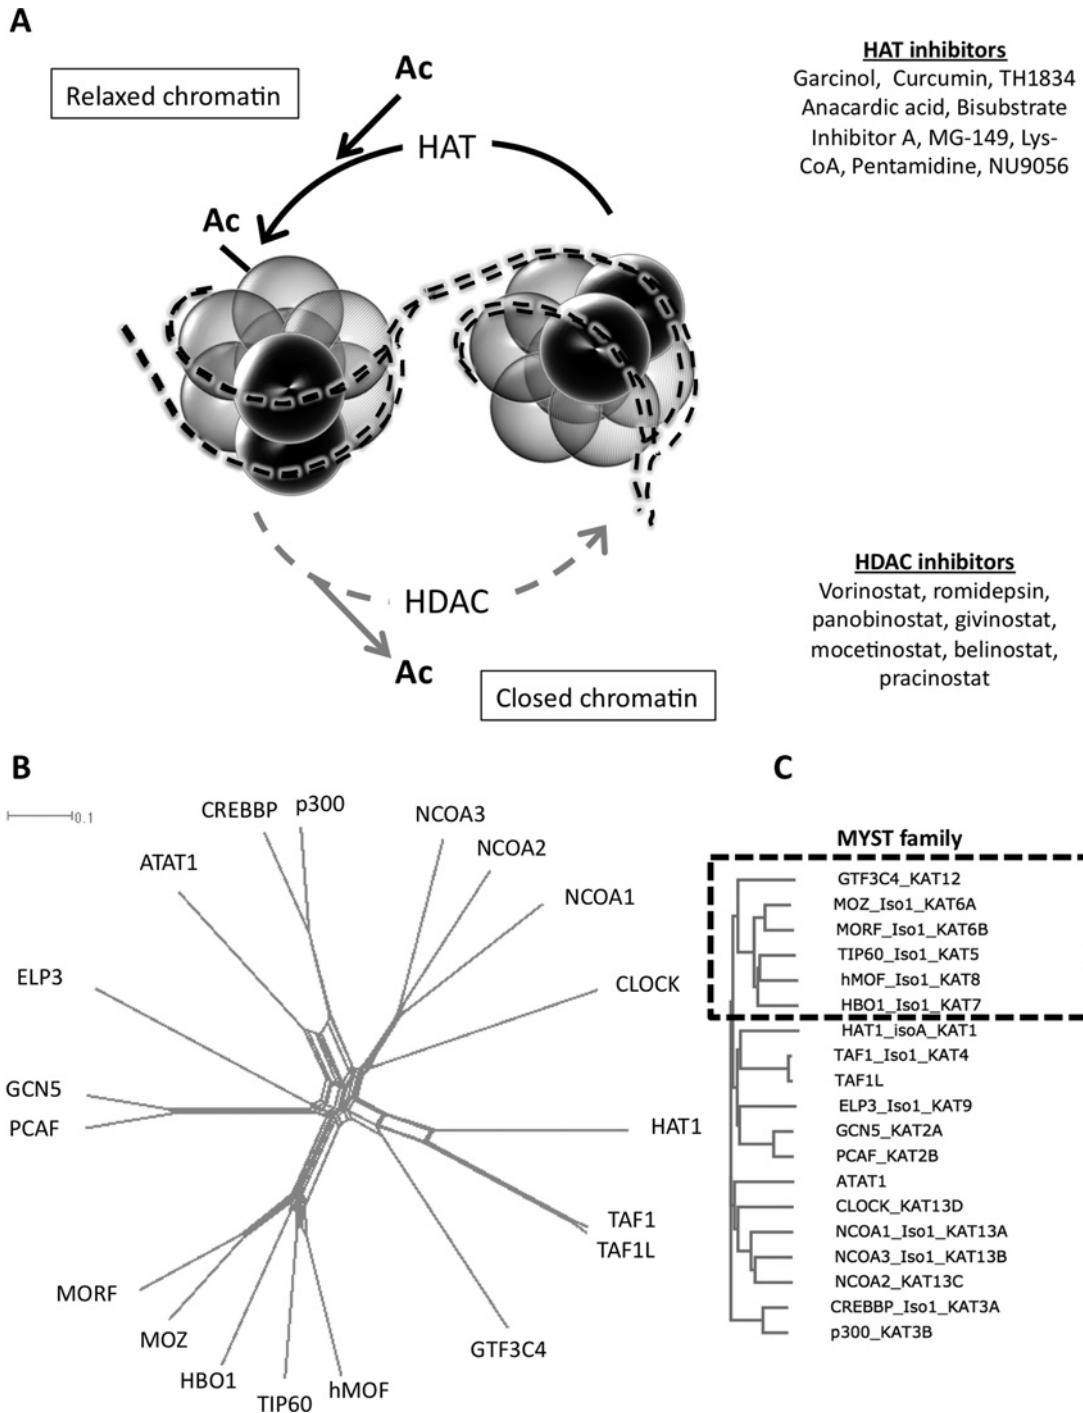 A
Relaxed chromatin
Ac
HAT
Ac
HAT inhibitors
Garcinol, Curcumin, TH1834
Anacardic acid, Bisubstrate
Inhibitor A, MG-149, Lys-
CoA, Pentamidine, NU9056
HDAC
Ac
Closed chromatin
HDAC inhibitors
Vorinostat, romidepsin,
panobinostat, givinostat,
mocetinostat, belinostat,
pracinostat
B
0.1
CREBBP
p300
NCOA3
NCOA2
NCOA1
ATAT1
CLOCK
ELP3
GCN5
PCAF
HAT1
TAF1
TAF1L
MORF
MOZ
HBO1
TIP60
hMOF
GTF3C4
C
MYST family
GTF3C4_KAT12
MOZ_Iso1_KAT6A
MORF_Iso1_KAT6B
TIP60_Iso1_KAT5
hMOF_Iso1_KAT8
HBO1_Iso1_KAT7
HAT1_isoA_KAT1
TAF1_Iso1_KAT4
TAF1L
ELP3_Iso1_KAT9
GCN5_KAT2A
PCAF_KAT2B
ATAT1
CLOCK_KAT13D
NCOA1_Iso1_KAT13A
NCOA3_Iso1_KAT13B
NCOA2_KAT13C
CREBBP_Iso1_KAT3A
p300_KAT3B